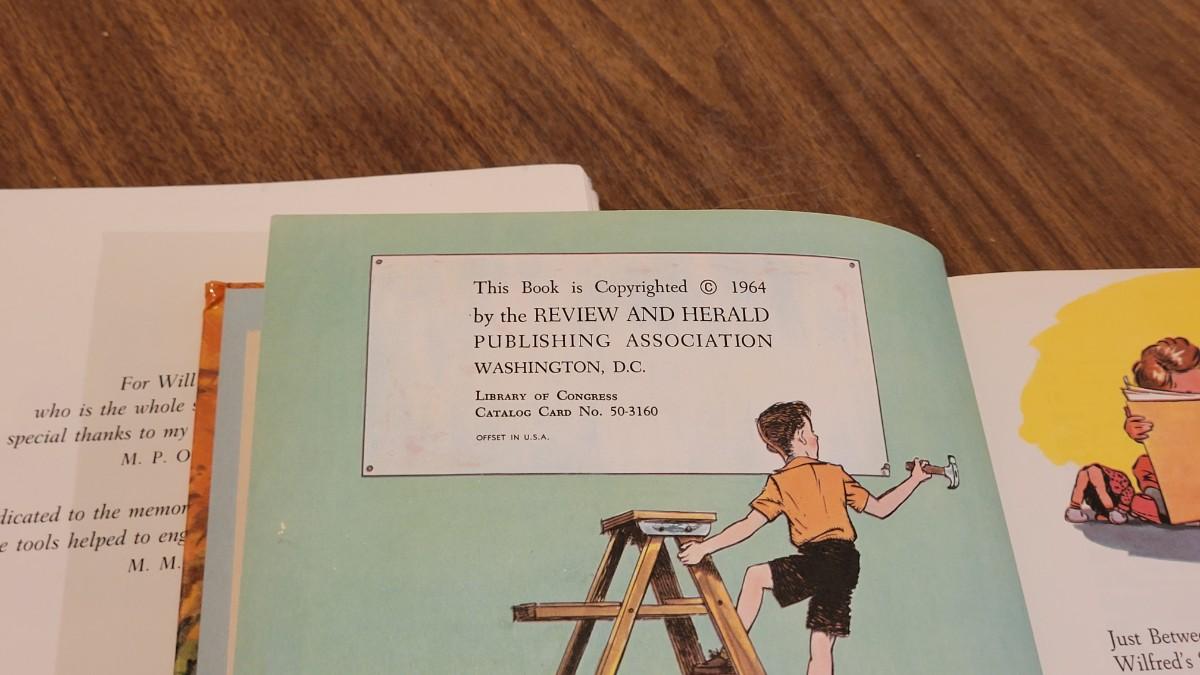 For Will
who is the whole
special thanks to my
M. P. O
dicated to the memor
e tools helped to eng
M. M.
This Book is Copyrighted © 1964
by the REVIEW AND HERALD
PUBLISHING ASSOCIATION
WASHINGTON, D.C.
Library of Congress
Catalog Card No. 50-3160
OFFSET IN U.S.A.
Just Betwe
Wilfred's